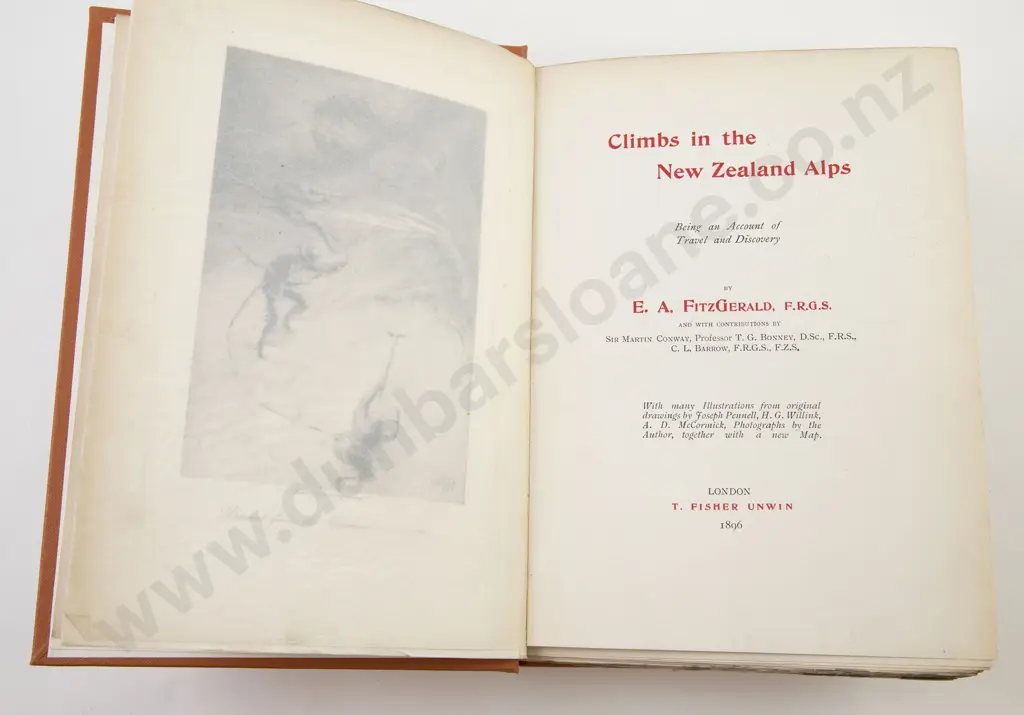 Climbs in the
New Zealand Alps
Being an Account of
Travel and Discovery
BY
E. A. FITZGERALD, F.R.G.S.
AND WITH CONTRIBUTIONS BY
SIR MARTIN CONWAY, Professor T. G. BONNEY, D.Sc., F.R.S.,
C. L. BARROW, F.R.G.S., F.Z.S.
With many Illustrations from original
drawings by Joseph Pennell, H. G. Willink,
A. D. McCormick, Photographs by the
Author, together with a new Map.
LONDON
T. FISHER UNWIN
1896
www.dunbarsloane.co.nz